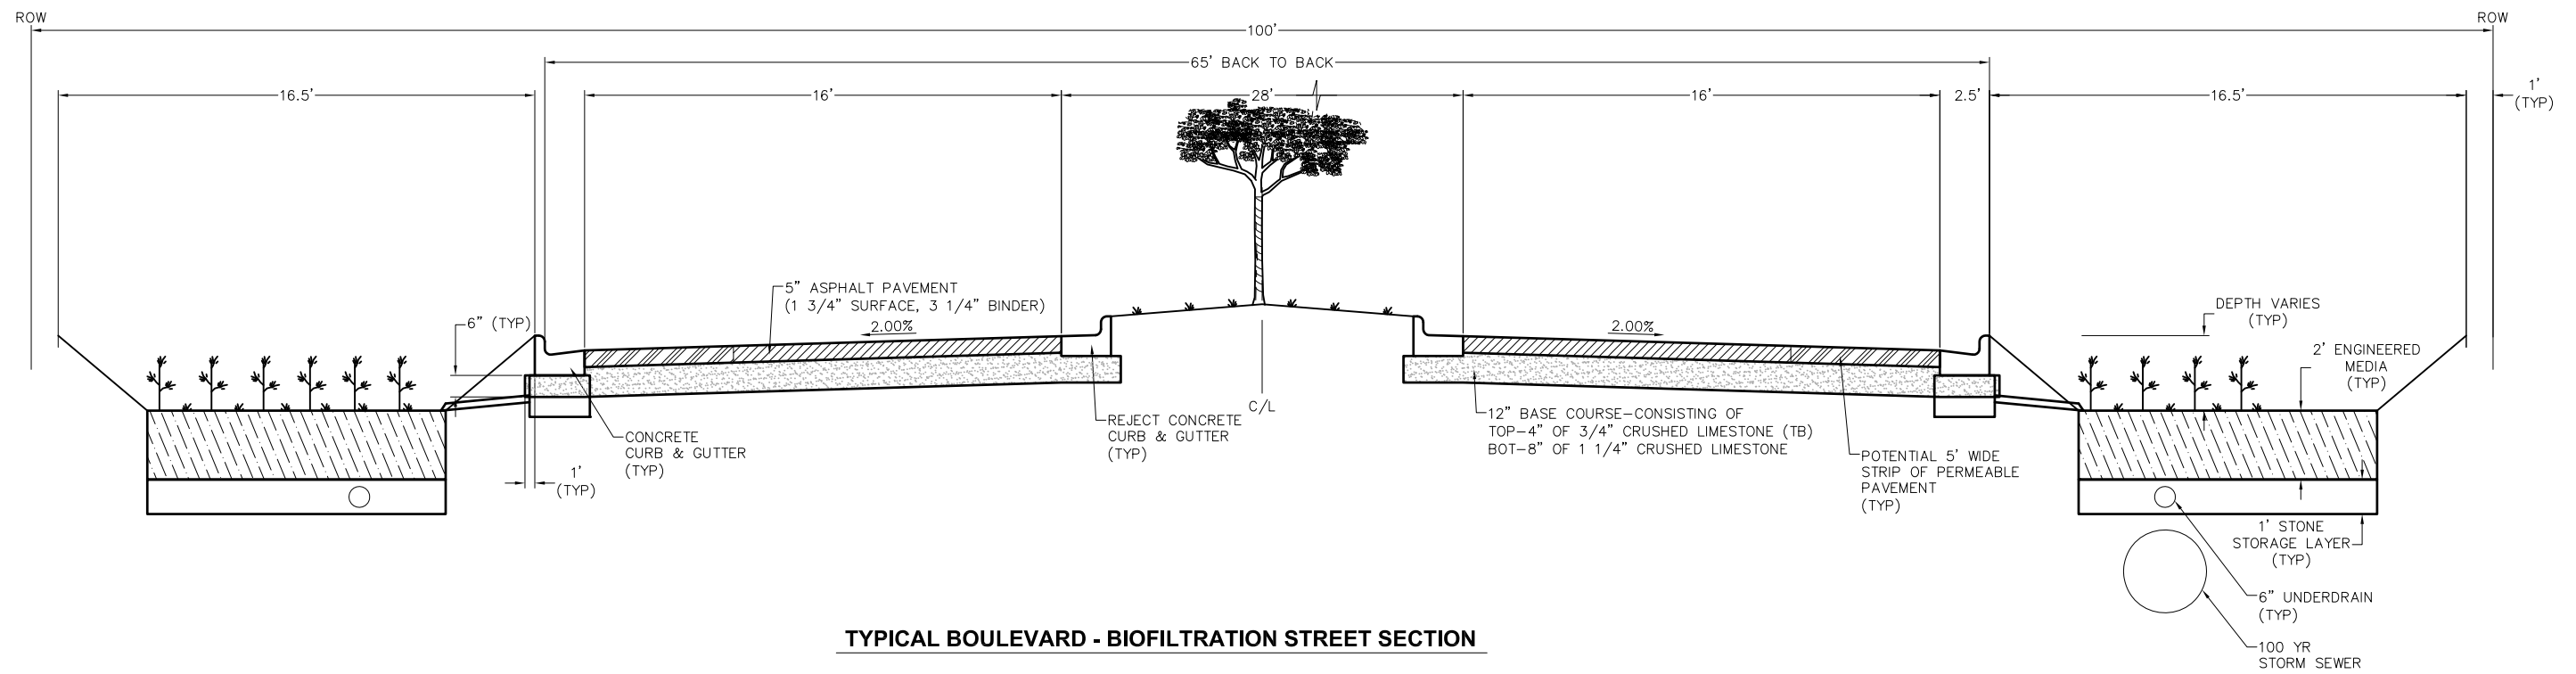 ROW
ROW
100'
65' BACK TO BACK
16.5'
16'
28'
16'
2.5'
16.5'
1'
(TYP)
5" ASPHALT PAVEMENT
(1 3/4" SURFACE, 3 1/4" BINDER)
6" (TYP)
2.00%
2.00%
DEPTH VARIES
(TYP)
2' ENGINEERED
MEDIA
(TYP)
C/L
CONCRETE
CURB & GUTTER
(TYP)
1'
(TYP)
REJECT CONCRETE
CURB & GUTTER
(TYP)
12" BASE COURSE-CONSISTING OF
TOP-4" OF 3/4" CRUSHED LIMESTONE (TB)
BOT-8" OF 1 1/4" CRUSHED LIMESTONE
POTENTIAL 5' WIDE
STRIP OF PERMEABLE
PAVEMENT
(TYP)
1' STONE
STORAGE LAYER
(TYP)
6" UNDERDRAIN
(TYP)
100 YR
STORM SEWER
TYPICAL BOULEVARD - BIOFILTRATION STREET SECTION